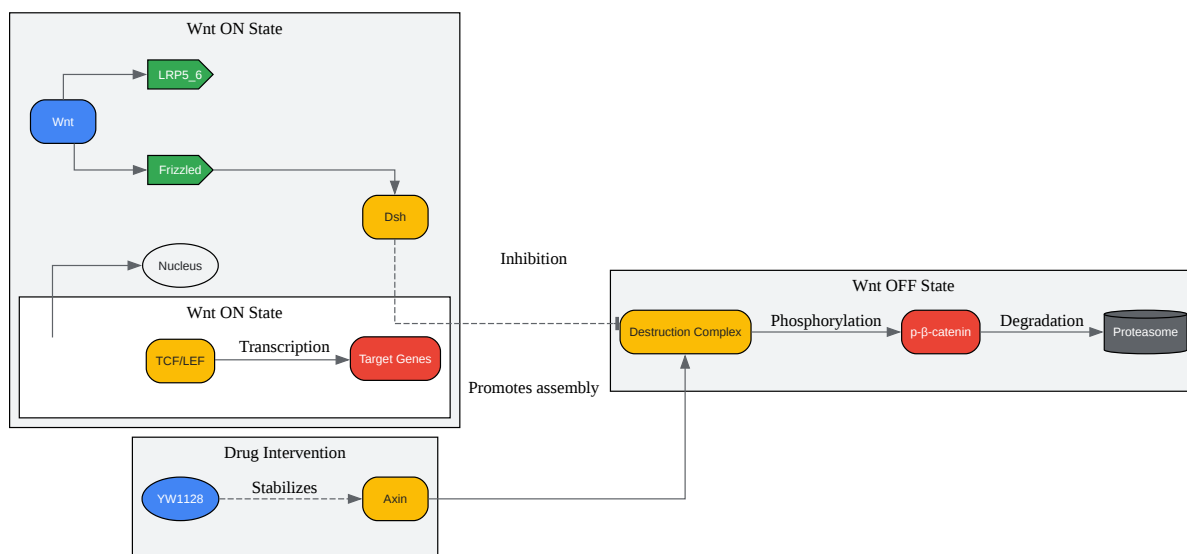 Wnt ON State
LRP5_6
Wnt
Frizzled
Dsh
Nucleus
Inhibition
Wnt ON State
TCF/LEF
Transcription
Target Genes
Wnt OFF State
Destruction Complex
Phosphorylation
p-β-catenin
Degradation
Proteasome
Promotes assembly
Drug Intervention
YW1128
Stabilizes
Axin